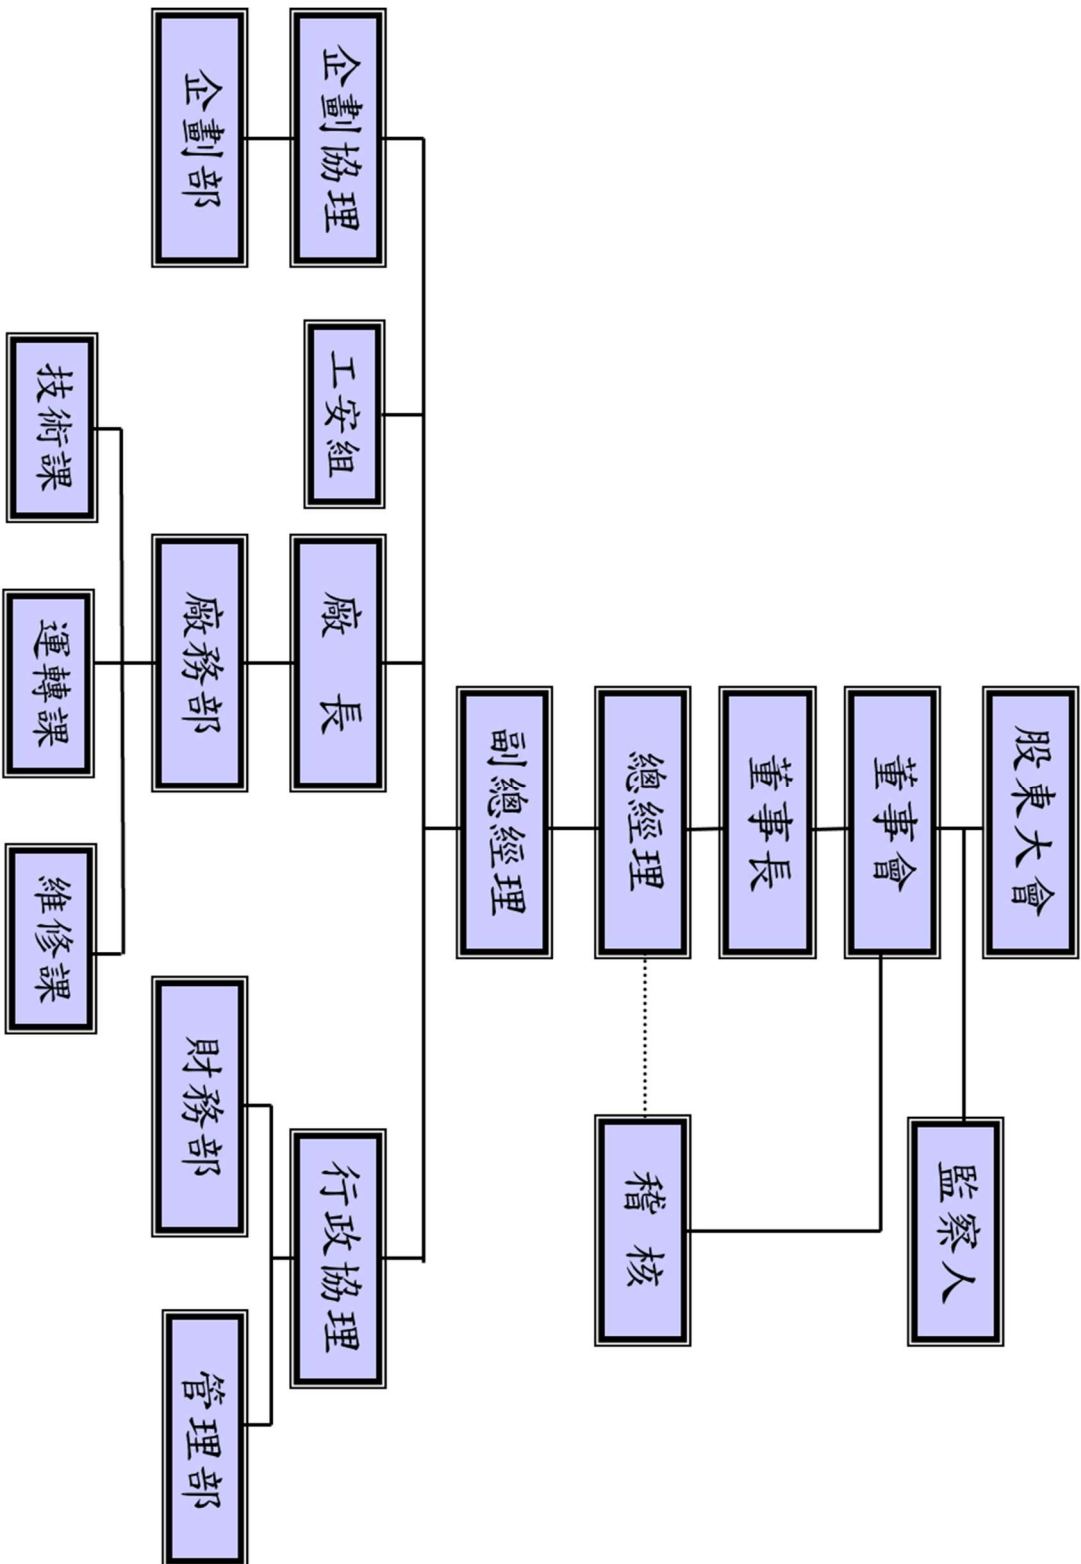 股東大會
監察人
董事會
董事長
總經理
稽核
副總經理
企劃協理
工安組
廠長
行政協理
企劃部
廠務部
財務部
管理部
技術課
運轉課
維修課